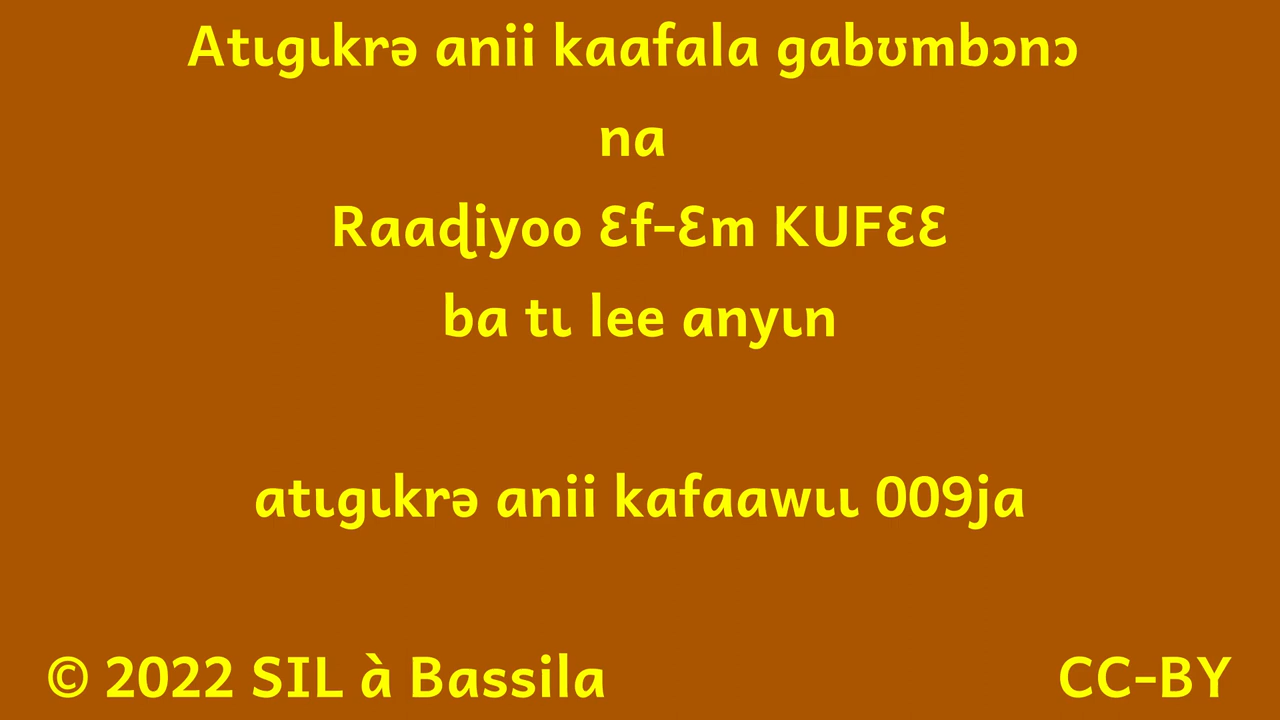 Atɩgɩkrə anii kaafala gabʊmbɔnɔ
na
Raaɖiyoo Ɛf-Ɛm KUFƐƐ
ba tɩ lee anyɩn
atɩgɩkrə anii kafaawɩɩ 009ja
© 2022 SIL à Bassila
CC-BY